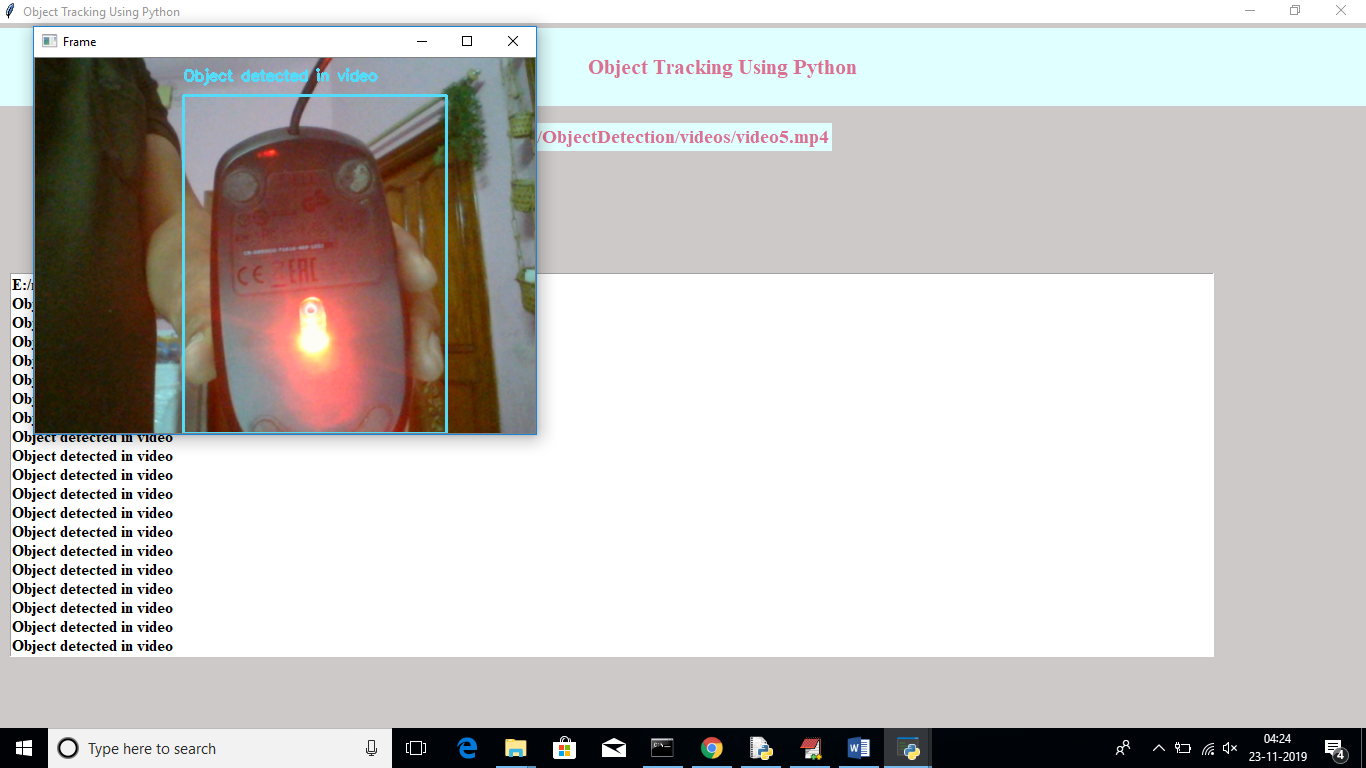 Object Tracking Using Python
Frame
Object detected in video
Object Tracking Using Python
/ObjectDetection/videos/video5.mp4
CE EAC
E:/
Obj
Obj
Obj
Obj
Obj
Obj
Obj
Object detected in video
Object detected in video
Object detected in video
Object detected in video
Object detected in video
Object detected in video
Object detected in video
Object detected in video
Object detected in video
Object detected in video
Object detected in video
Object detected in video
Type here to search
04:24
23-11-2019
4